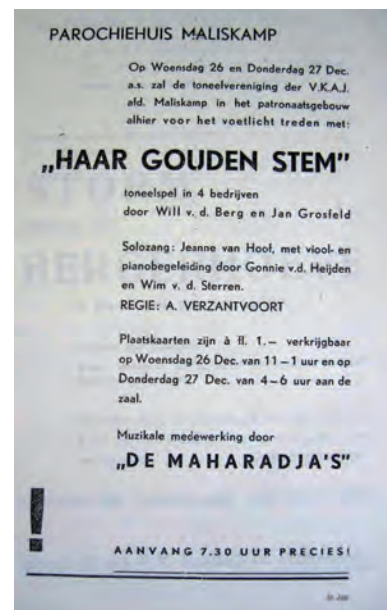 PAROCHIEHUIS MALISKAMP
Op Woensdag 26 en Donderdag 27 Dec.
a.s. zal de toneelvereniging der V.K.A.J.
afd. Maliskamp in het patronaatsgebouw
alhier voor het voetlicht treden met:
„HAAR GOUDEN STEM”
toneelspel in 4 bedrijven
door Will v. d. Berg en Jan Grosfeld
Solozang: Jeanne van Hoof, met viool- en
pianobegeleiding door Gonnie v.d. Heijden
en Wim v. d. Sterren.
REGIE: A. VERZANTVOORT
Plaatskaarten zijn à fl. 1.— verkrijgbaar
op Woensdag 26 Dec. van 11–1 uur en op
Donderdag 27 Dec. van 4–6 uur aan de
zaal.
Muzikale medewerking door
„DE MAHARADJA'S”
!
AANVANG 7.30 UUR PRECIES!